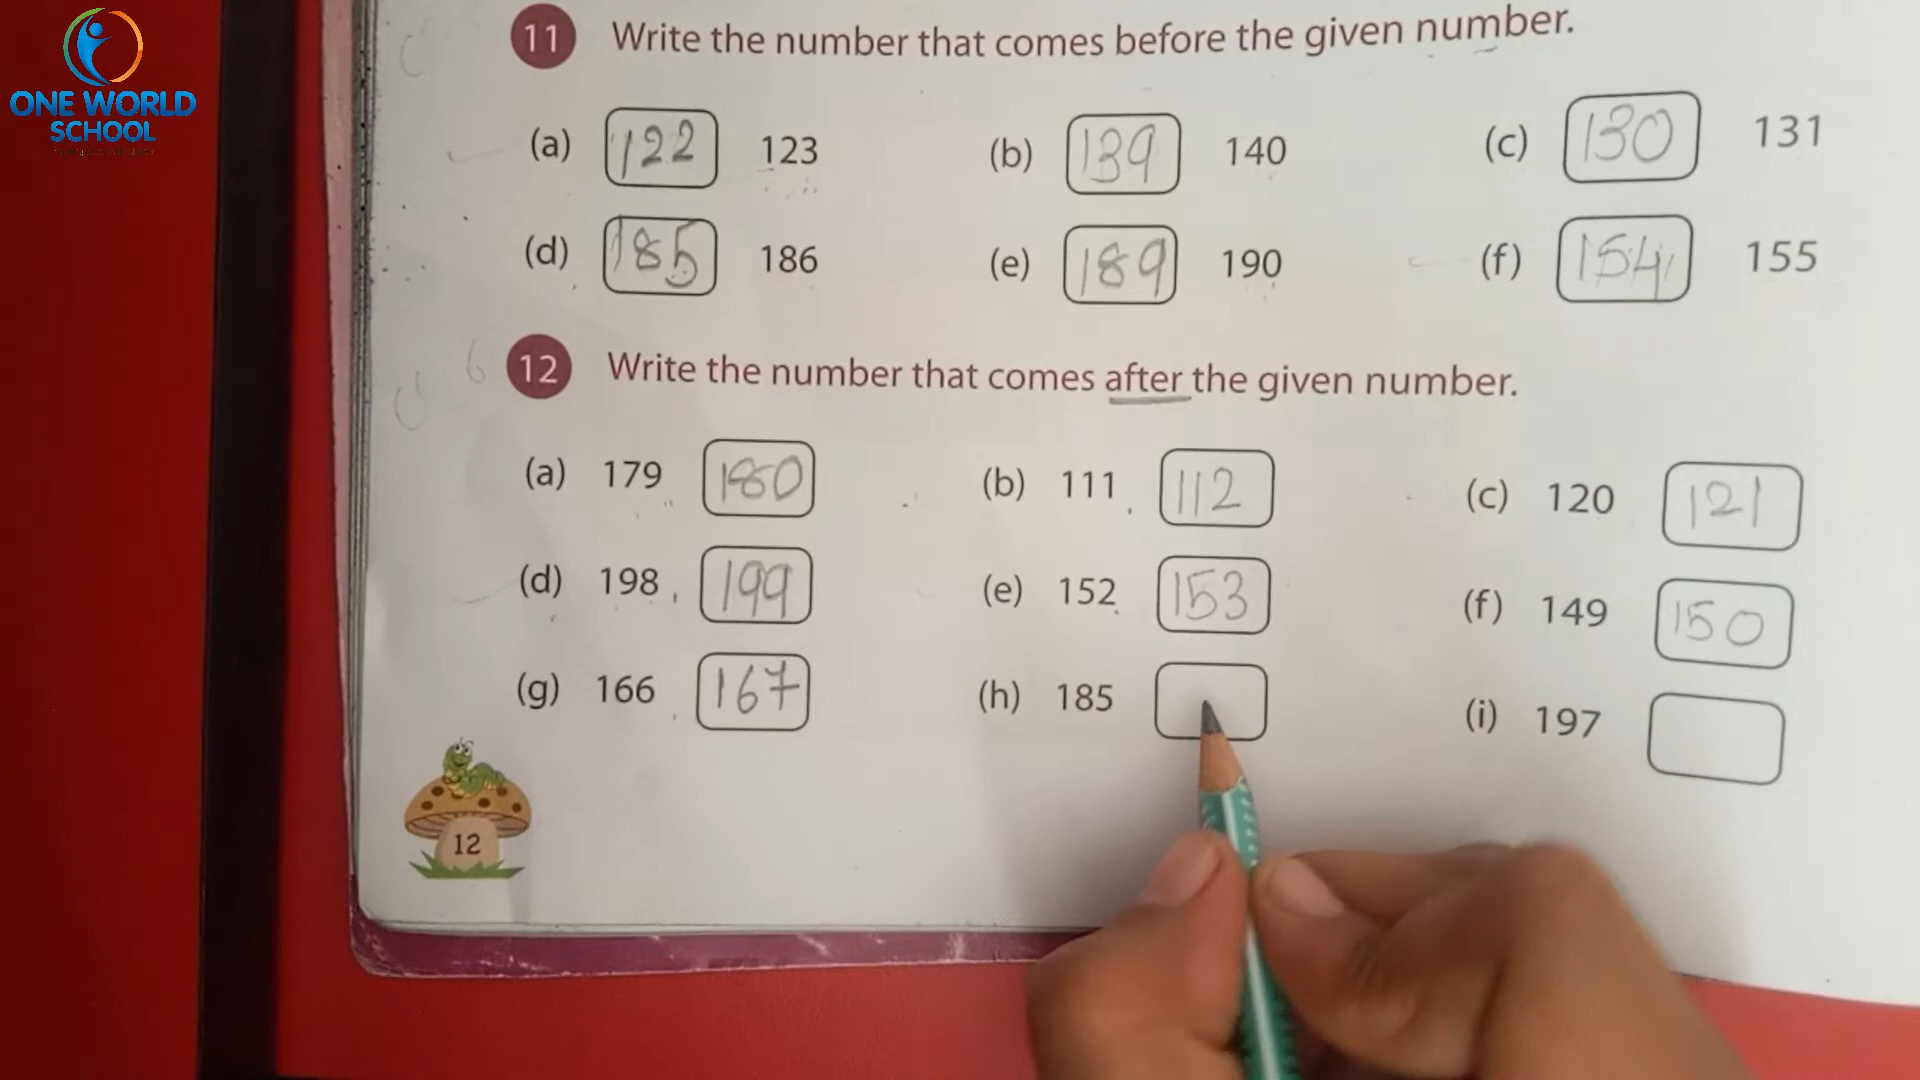 ONE WORLD
SCHOOL
11 Write the number that comes before the given number.
(a) 122 123 (b) 139 140 (c) 130 131
(d) 185 186 (e) 189 190 (f) 154 155
12 Write the number that comes after the given number.
(a) 179 180 (b) 111 112 (c) 120 121
(d) 198 199 (e) 152 153 (f) 149 150
(g) 166 167 (h) 185 (i) 197
12